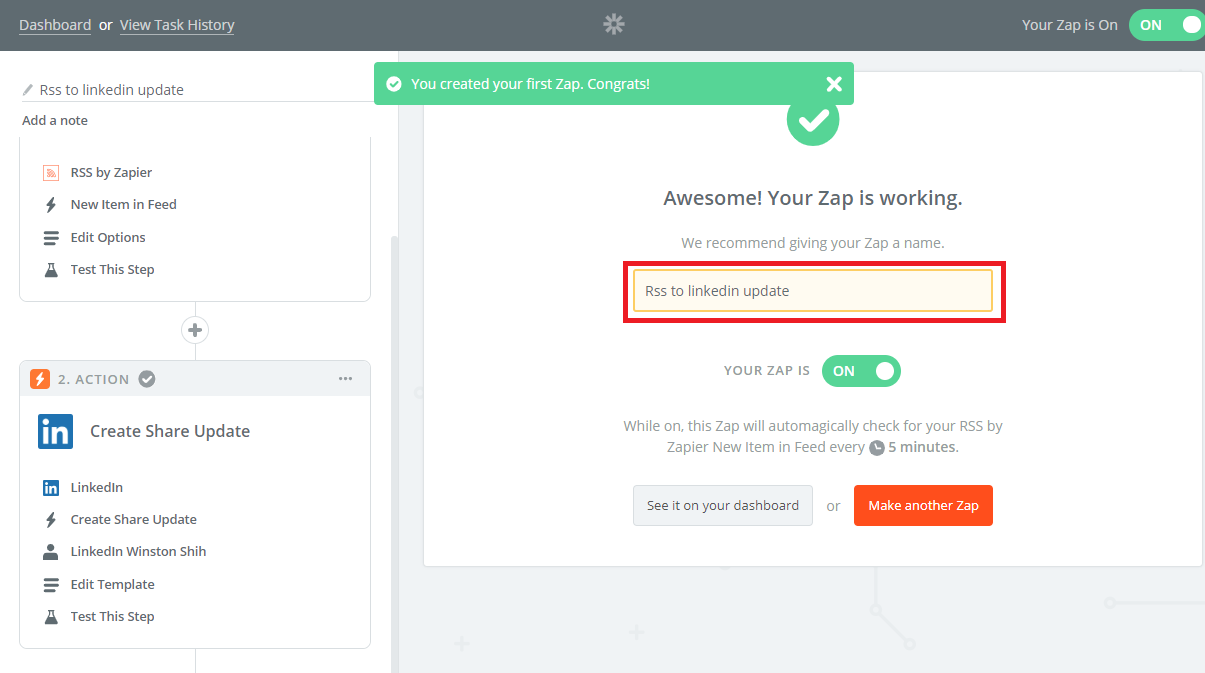 Dashboard or View Task History
Your Zap is On
ON
Rss to linkedin update
Add a note
RSS by Zapier
New Item in Feed
Edit Options
Test This Step
2. ACTION
in
Create Share Update
in LinkedIn
Create Share Update
LinkedIn Winston Shih
Edit Template
Test This Step
You created your first Zap. Congrats!
Awesome! Your Zap is working.
We recommend giving your Zap a name.
Rss to linkedin update
YOUR ZAP IS ON
While on, this Zap will automagically check for your RSS by
Zapier New Item in Feed every 5 minutes.
See it on your dashboard or Make another Zap